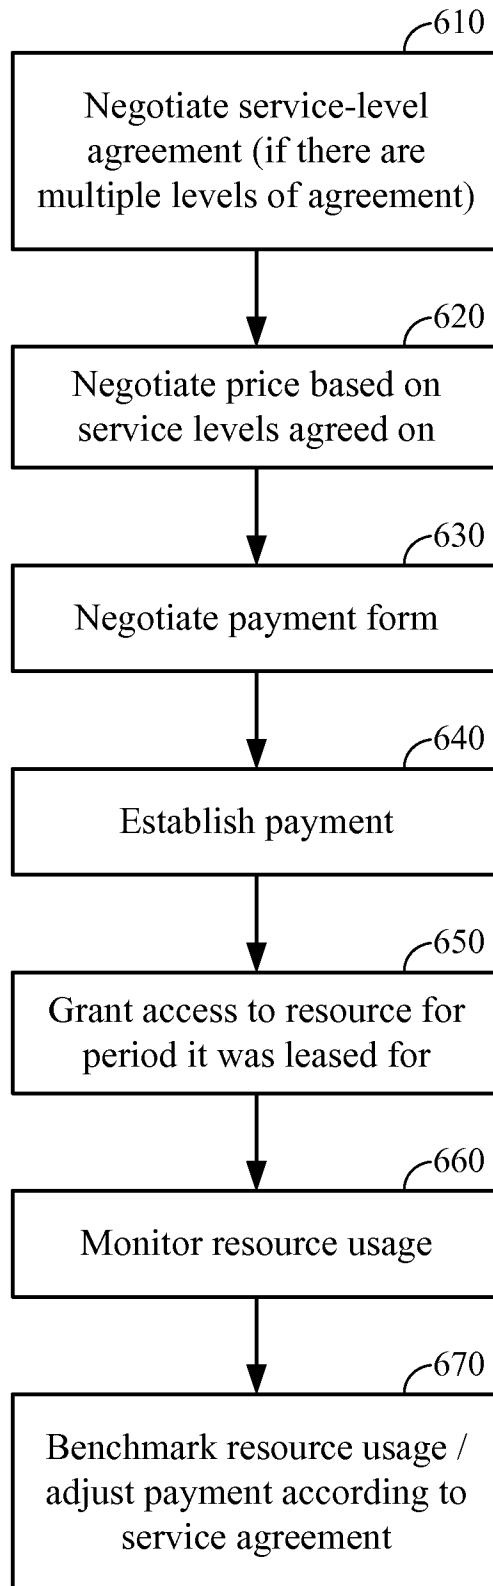 610
Negotiate service-level
agreement (if there are
multiple levels of agreement)
620
Negotiate price based on
service levels agreed on
630
Negotiate payment form
640
Establish payment
650
Grant access to resource for
period it was leased for
660
Monitor resource usage
670
Benchmark resource usage /
adjust payment according to
service agreement